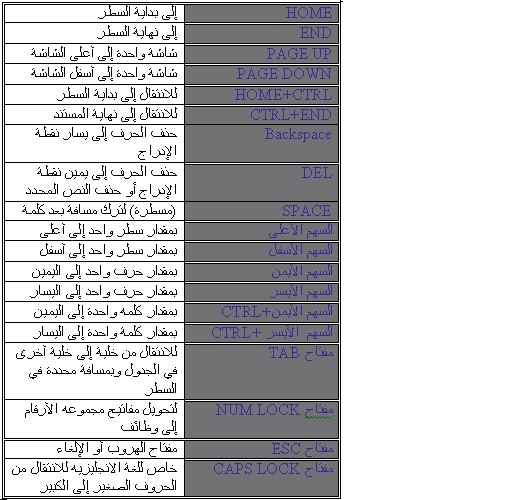 HOME إلى بداية السطر
END إلى نهاية السطر
PAGE UP شاشة واحدة إلى أعلى الشاشة
PAGE DOWN شاشة واحدة إلى أسفل الشاشة
HOME+CTRL للانتقال إلى بداية السطر
CTRL+END للانتقال إلى نهاية المستند
Backspace حذف الحرف إلى يسار نقطة
الإدراج
DEL حذف الحرف إلى يمين نقطة
الإدراج أو حذف النص المحدد
SPACE (مسطرة) لترك مسافة بعد كلمة
السهم الأعلى بمقدار سطر واحد إلى أعلى
السهم الأسفل بمقدار سطر واحد إلى أسفل
السهم الأيمن بمقدار حرف واحد إلى اليمين
السهم الأيسر بمقدار حرف واحد إلى اليسار
السهم الأيمن+CTRL بمقدار كلمة واحدة إلى اليمين
السهم الأيسر +CTRL بمقدار كلمة واحدة إلى اليسار
مفتاح TAB للانتقال من خلية إلى خلية أخرى
في الجدول وبمسافة محددة في
السطر
مفتاح NUM LOCK لتحويل مفاتيح مجموعه الأرقام
إلى وظائف
مفتاح ESC مفتاح الهروب أو الإلغاء
مفتاح CAPS LOCK خاص للغة الانجليزيه للانتقال من
الحروف الصغير إلى الكبير